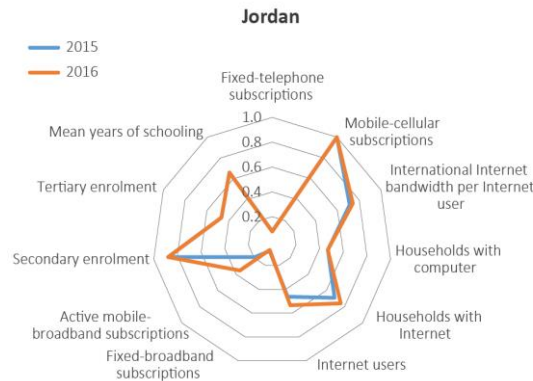 Jordan
2015
2016
Fixed-telephone
subscriptions
1.0
0.8
0.6
0.4
0.2
Mobile-cellular
subscriptions
International Internet
bandwidth per Internet
user
Households with
computer
Households with
Internet
Internet users
Fixed-broadband
subscriptions
Active mobile-
broadband subscriptions
Secondary enrolment
Tertiary enrolment
Mean years of schooling